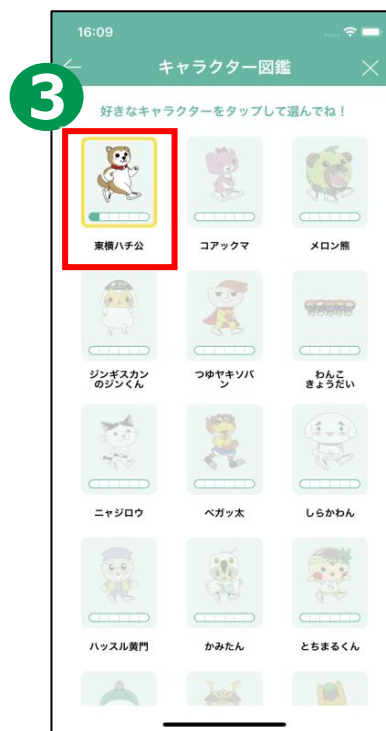 16:09
キャラクター図鑑
3
好きなキャラクターをタップして選んでね！
東横ハチ公
コアックマ
メロン熊
ジンギスカン
のジンくん
つゆヤキソバ
ン
わんこ
きょうだい
ニャジロウ
ペガッ太
しらかわん
ハッスル黄門
かみたん
とちまるくん